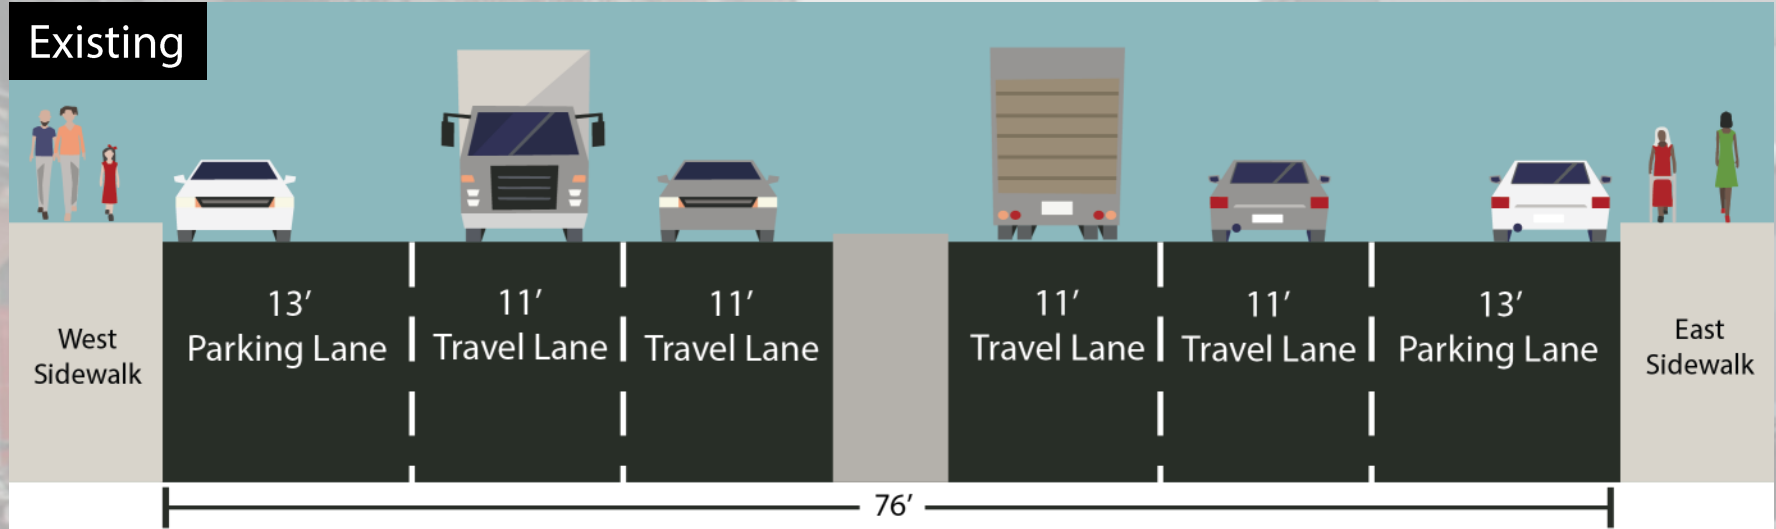 Existing
West
Sidewalk
13′
Parking Lane
11′
Travel Lane
11′
Travel Lane
11′
Travel Lane
11′
Travel Lane
13′
Parking Lane
East
Sidewalk
76′